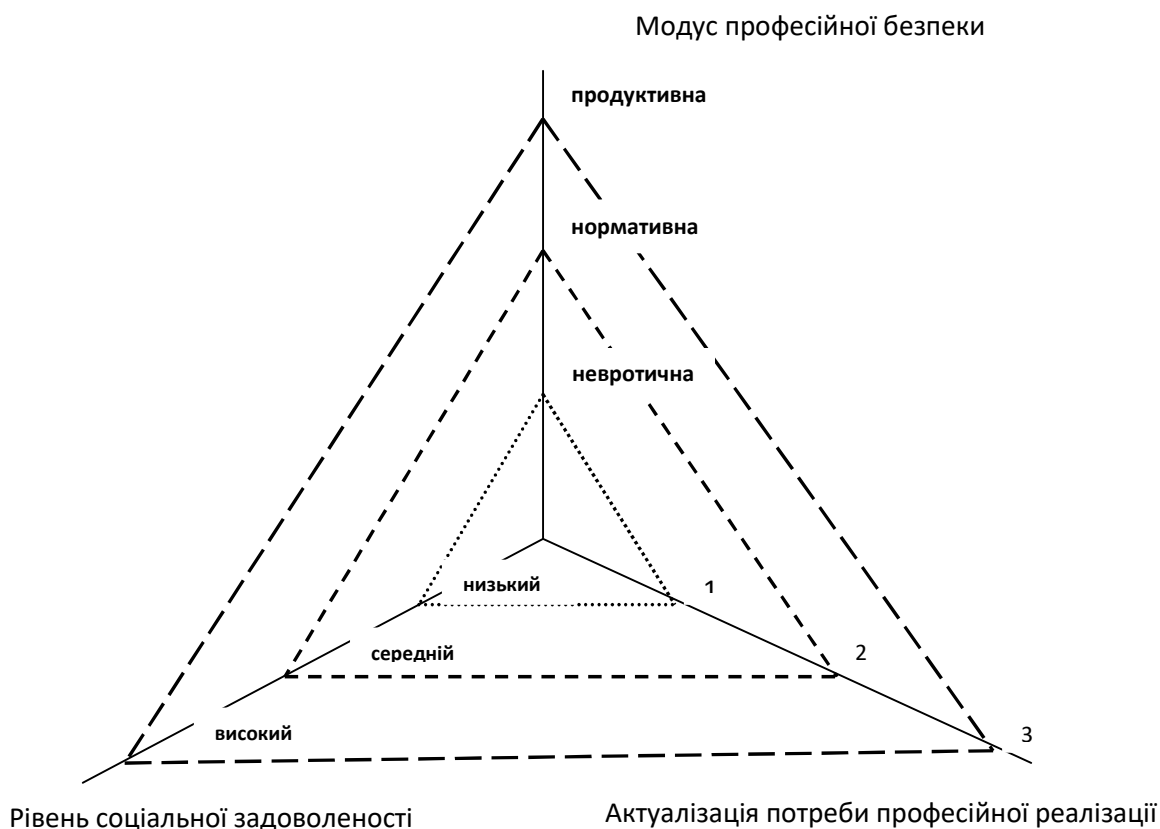 Модус професійної безпеки
продуктивна
нормативна
невротична
низький
1
середній
2
високий
3
Рівень соціальної задоволеності
Актуалізація потреби професійної реалізації